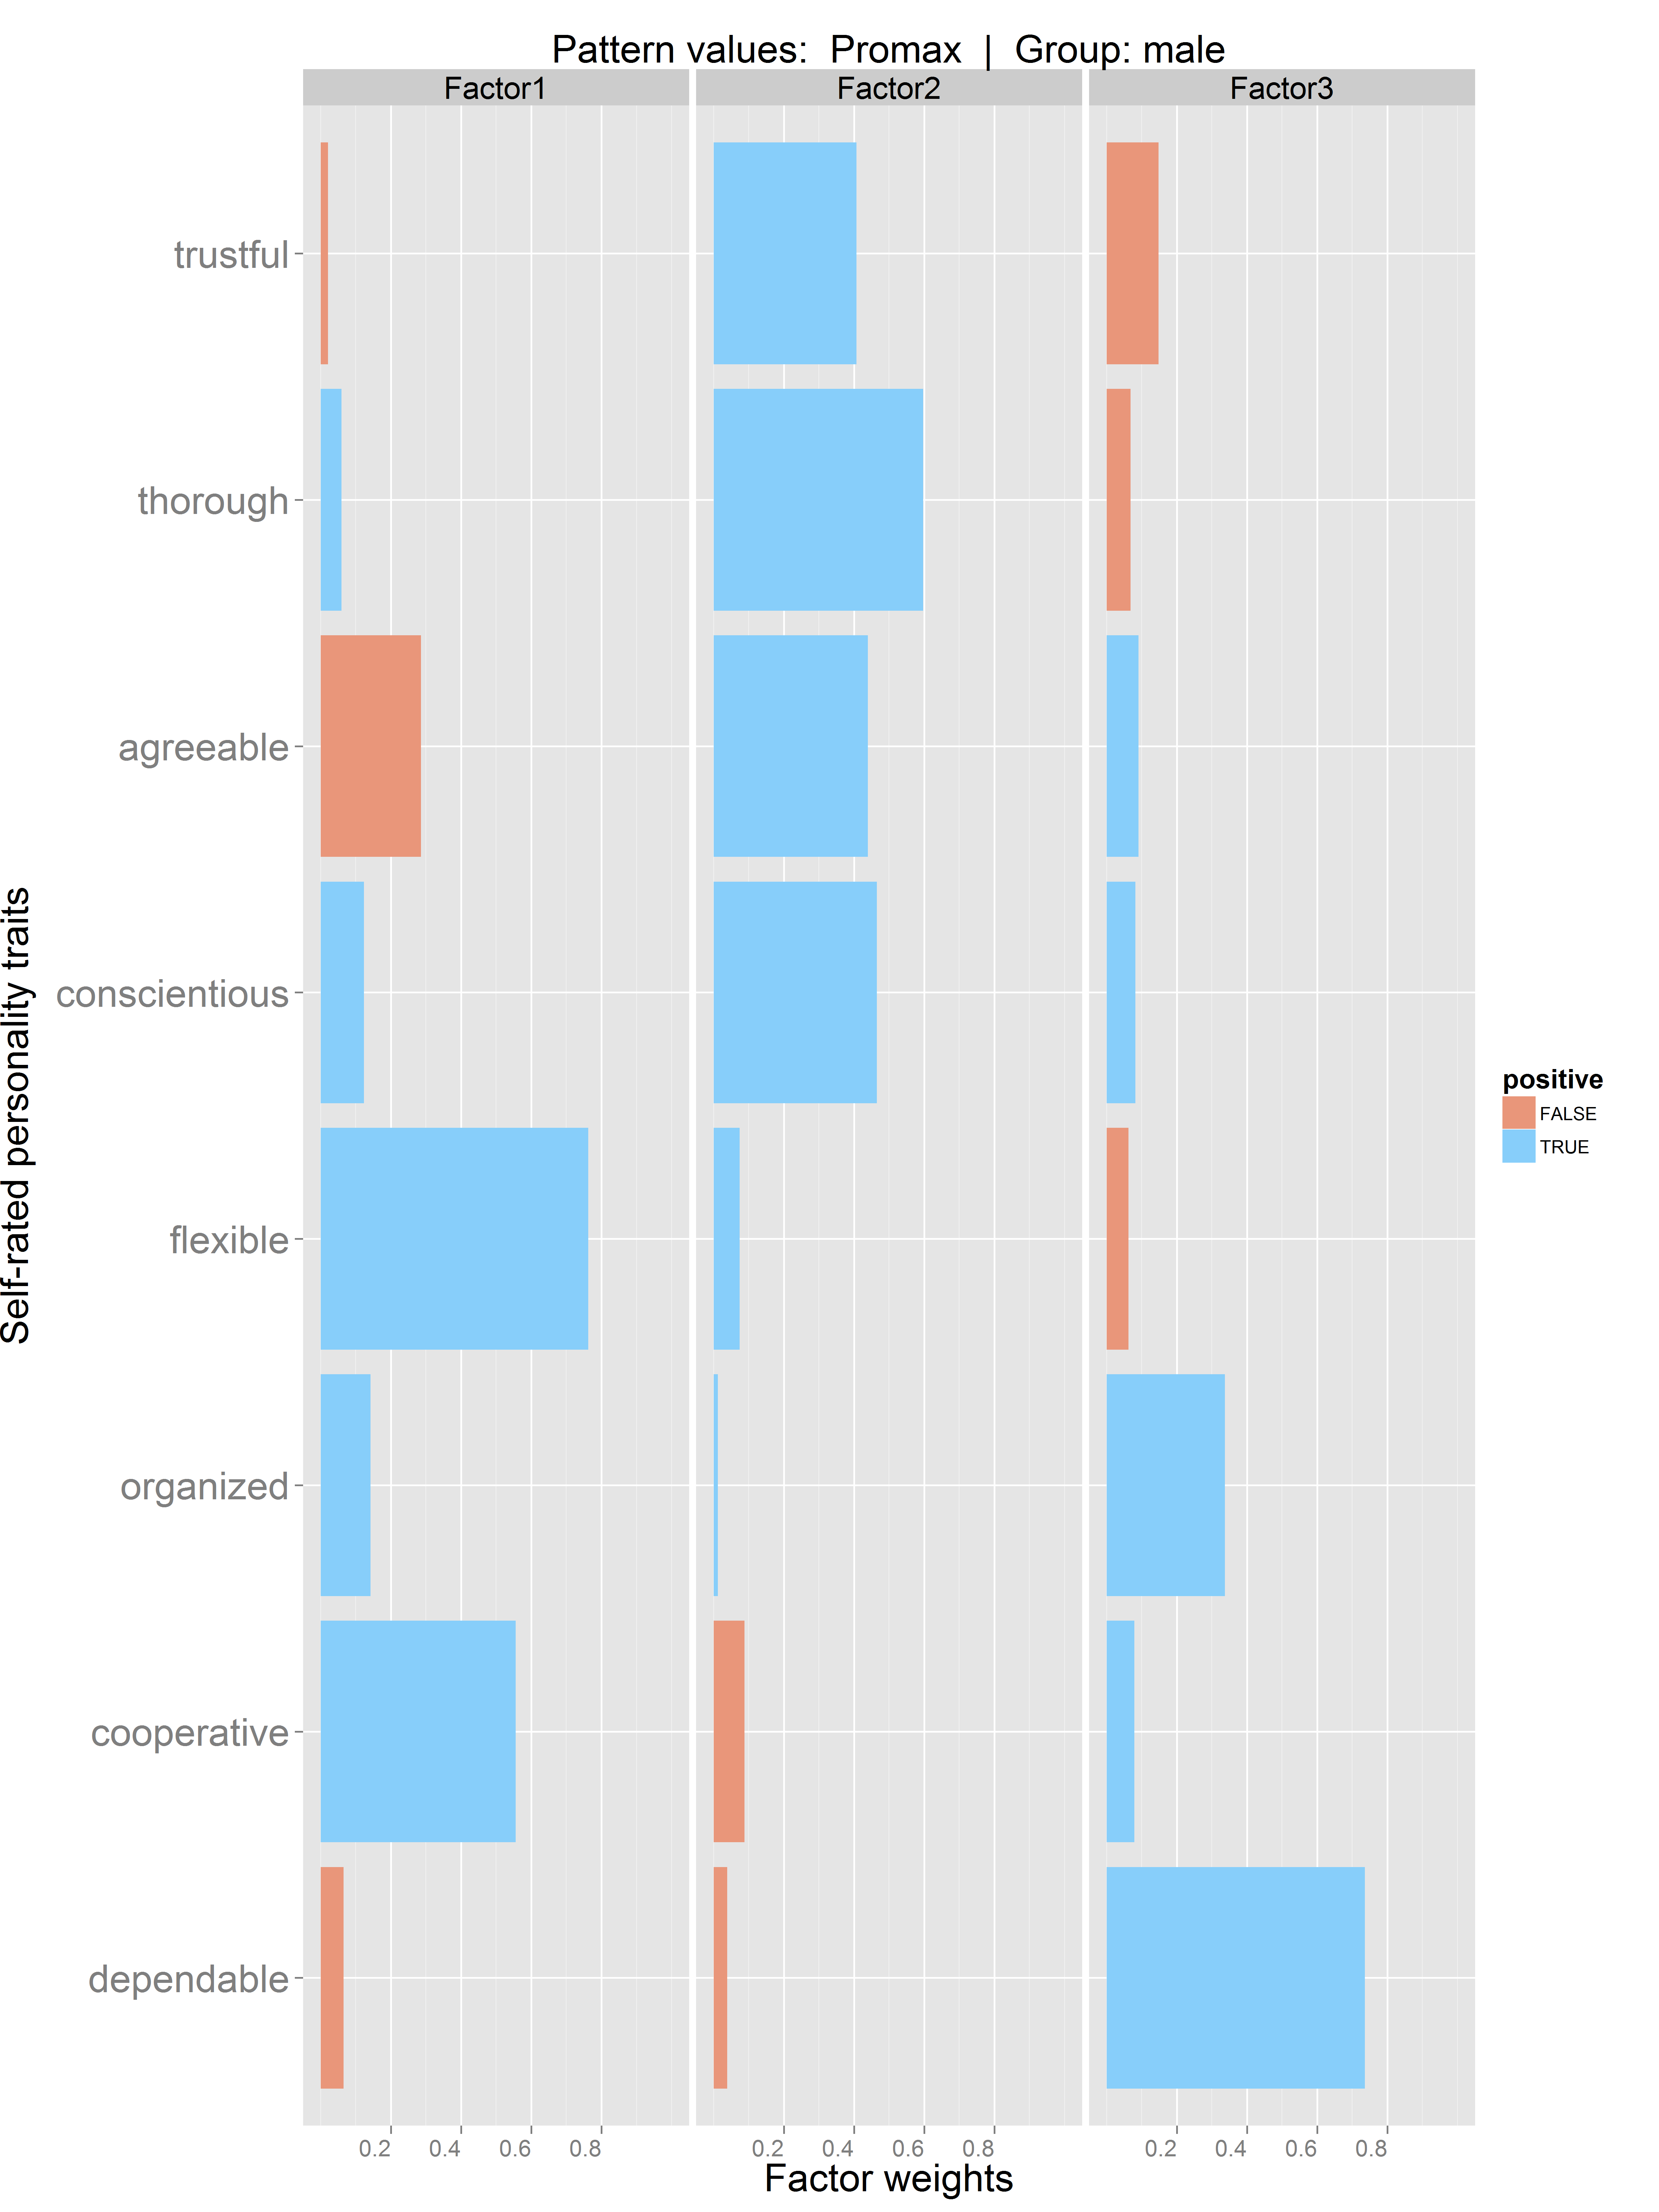 Pattern values:  Promax  |  Group: male
Factor1 Factor2 Factor3
trustful
thorough
agreeable
conscientious
flexible
organized
cooperative
dependable
Self-rated personality traits
0.2 0.4 0.6 0.8 0.2 0.4 0.6 0.8 0.2 0.4 0.6 0.8
Factor weights
positive
FALSE
TRUE